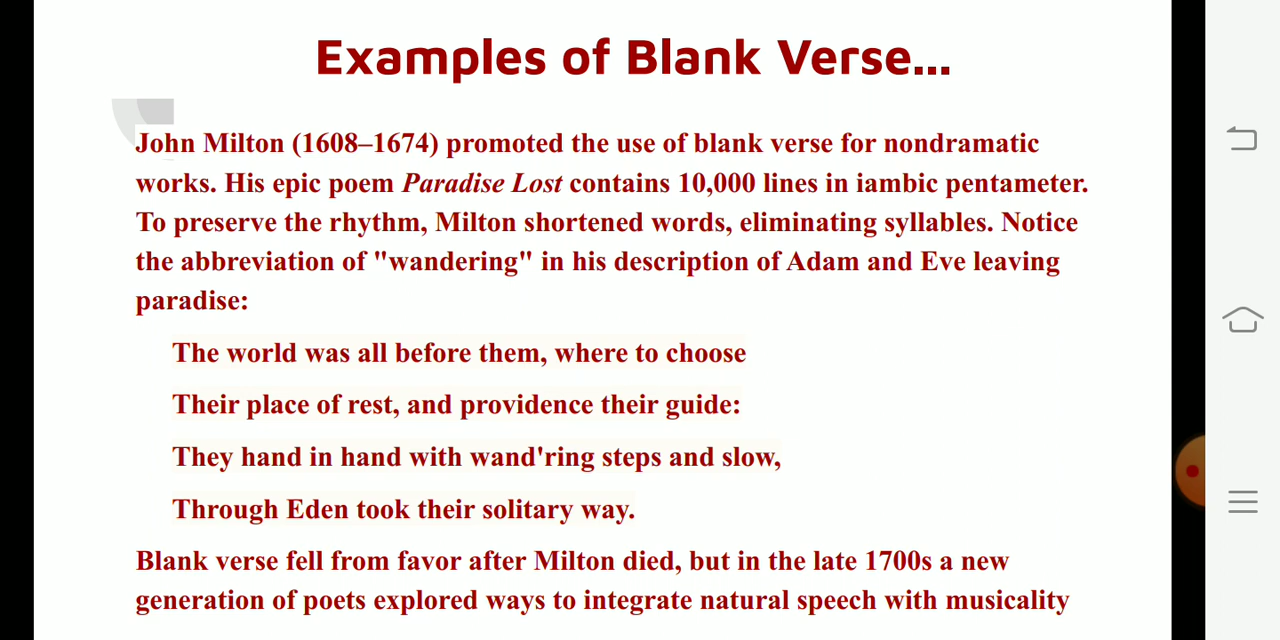 Examples of Blank Verse...
John Milton (1608–1674) promoted the use of blank verse for nondramatic
works. His epic poem Paradise Lost contains 10,000 lines in iambic pentameter.
To preserve the rhythm, Milton shortened words, eliminating syllables. Notice
the abbreviation of "wandering" in his description of Adam and Eve leaving
paradise:
The world was all before them, where to choose
Their place of rest, and providence their guide:
They hand in hand with wand'ring steps and slow,
Through Eden took their solitary way.
Blank verse fell from favor after Milton died, but in the late 1700s a new
generation of poets explored ways to integrate natural speech with musicality